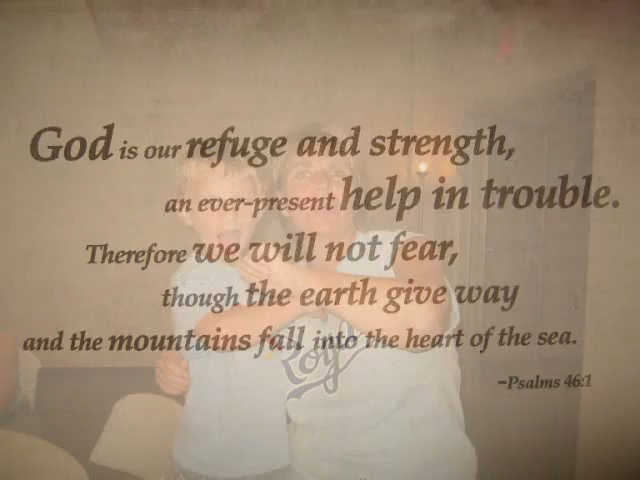 God is our refuge and strength,
an ever-present help in trouble.
Therefore we will not fear,
though the earth give way
and the mountains fall into the heart of the sea.
-Psalms 46:1